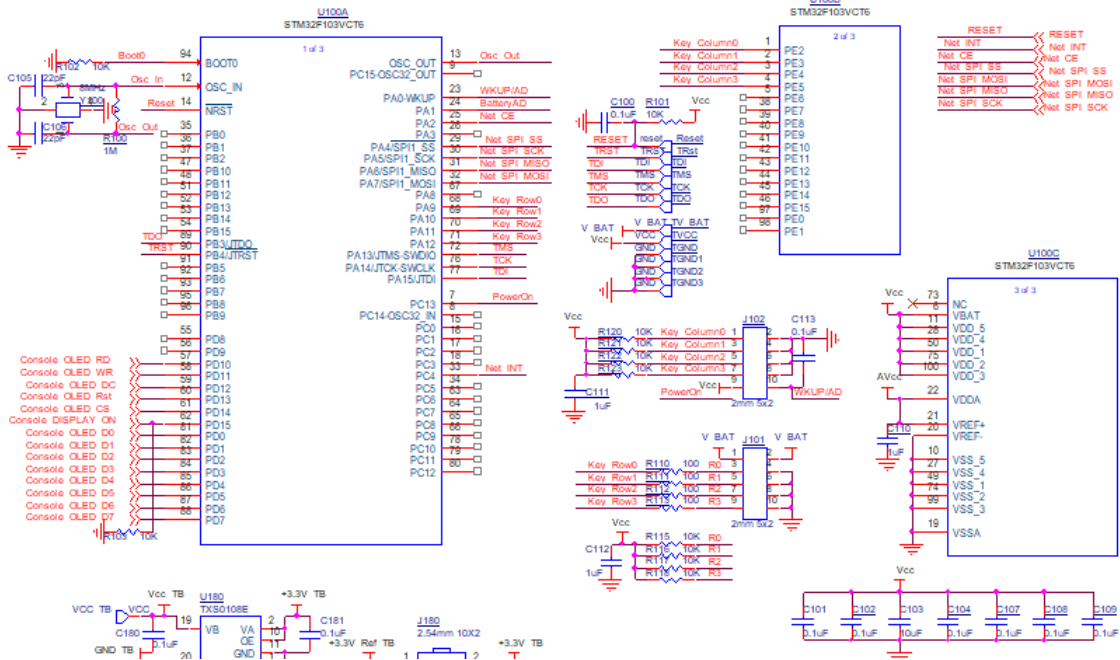 U100A
STM32F103VCT6
1 of 3
Boot0
94
BOOT0
R102
10K
C105
22pF
Osc In
12
OSC_IN
8MHz
2
Reset
14
NRST
C106
22pF
Osc Out
R100
1M
35
PB0
PB1
37
PB2
47
PB10
48
PB11
51
PB12
52
PB13
53
PB14
54
PB15
TDO
89
PB3/JTDO
TRST
90
PB4/JTRST
91
PB5
92
PB6
93
PB7
95
PB8
96
PB9
55
PD8
56
PD9
57
Console OLED RD
58
PD10
Console OLED WR
59
PD11
Console OLED DC
60
PD12
Console OLED Rst
61
PD13
Console OLED CS
62
PD14
Console DISPLAY ON
81
PD15
Console OLED D0
82
PD0
Console OLED D1
83
PD1
Console OLED D2
84
PD2
Console OLED D3
85
PD3
Console OLED D4
86
PD4
Console OLED D5
87
PD5
Console OLED D6
88
PD6
Console OLED D7
PD7
R103
10K
13
Osc Out
OSC_OUT
9
PC15-OSC32_OUT
23
WKUP/AD
PA0-WKUP
24
BatteryAD
PA1
25
Net CE
PA2
26
PA3
Net SPI SS
PA4/SPI1_SS
30
Net SPI SCK
PA5/SPI1_SCK
31
Net SPI MISO
PA6/SPI1_MISO
32
Net SPI MOSI
PA7/SPI1_MOSI
67
PA8
68
Key Row0
PA9
69
Key Row1
PA10
70
Key Row2
PA11
71
Key Row3
PA12
72
TMS
PA13/JTMS-SWDIO
76
TCK
PA14/JTCK-SWCLK
77
TDI
PA15/JTDI
7
PowerOn
PC13
8
PC14-OSC32_IN
15
PC0
16
PC1
17
PC2
18
PC3
33
Net INT
PC4
34
PC5
63
PC6
64
PC7
65
PC8
66
PC9
78
PC10
79
PC11
80
PC12
STM32F103VCT6
2 of 3
Key Column0
1
PE2
Key Column1
2
PE3
Key Column2
3
PE4
Key Column3
4
PE5
5
PE6
38
PE7
39
PE8
40
PE9
41
PE10
42
PE11
43
PE12
44
PE13
45
PE14
46
PE15
97
PE0
98
PE1
RESET
RESET
Net INT
Net INT
Net CE
Net CE
Net SPI SS
Net SPI SS
Net SPI MOSI
Net SPI MOSI
Net SPI MISO
Net SPI MISO
Net SPI SCK
Net SPI SCK
C100
0.1uF
R101
10K
Vcc
RESET
reset
Reset
TRST
TRST
TRst
TDI
TDI
TDI
TMS
TMS
TMS
TCK
TCK
TCK
TDO
TDO
TDO
V BAT
V BAT
TV_BAT
Vcc
VCC
TVCC
GND
TGND
GND
TGND1
GND
TGND2
GND
TGND3
Vcc
R120
10K
Key Column0
1
R121
10K
Key Column1
3
R122
10K
Key Column2
5
R123
10K
Key Column3
7
9
10
J102
2mm 5x2
C113
0.1uF
C111
1uF
PowerOn
Vcc
WKUP/AD
V BAT
J101
V BAT
Key Row0
R110
100
R0
Key Row1
R111
100
R1
Key Row2
R112
100
R2
Key Row3
R113
100
R3
2mm 5x2
Vcc
C112
1uF
R115
10K
R0
R116
10K
R1
R117
10K
R2
R118
10K
R3
U100C
STM32F103VCT6
3 of 3
Vcc
73
NC
6
VBAT
11
VDD_5
28
VDD_4
50
VDD_1
75
VDD_2
100
VDD_3
AVcc
22
VDDA
21
VREF+
20
VREF-
C110
1uF
10
VSS_5
27
VSS_4
49
VSS_1
74
VSS_2
99
VSS_3
19
VSSA
Vcc
C101
0.1uF
C102
0.1uF
C103
10uF
C104
0.1uF
C107
0.1uF
C108
0.1uF
C109
0.1uF
VCC TB
VCC
Vcc TB
C180
0.1uF
GND TB
U180
TXS0108E
19
VB
20
VA
2
OE
10
GND
11
+3.3V TB
C181
0.1uF
+3.3V Ref TB
J180
2.54mm 10X2
1
2
+3.3V TB